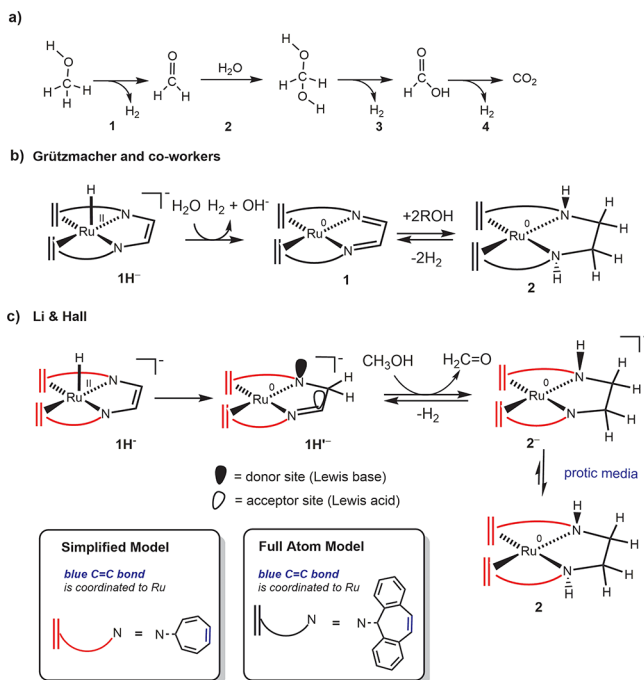 a)
H
O
H
C
H
H
H2
1
O
C
H
H
H2O
2
H
O
C
H
H
O
H
H2
3
O
C
H
OH
H2
4
CO2
b) Grützmacher and co-workers
H
II
Ru
N
N
-
1H–
H2O H2 + OH-
0
Ru
N
N
1
+2ROH
-2H2
0
Ru
H
N
N
H
H
H
H
H
2
c) Li & Hall
H
II
Ru
N
N
-
1H-
0
Ru
N
N
H
H
-
1H'–
CH3OH H2C=O
-H2
0
Ru
H
N
N
H
H
H
H
2–
protic media
= donor site (Lewis base)
= acceptor site (Lewis acid)
0
Ru
H
N
N
H
H
H
H
H
2
Simplified Model
blue C=C bond
is coordinated to Ru
N = N
Full Atom Model
blue C=C bond
is coordinated to Ru
N = N